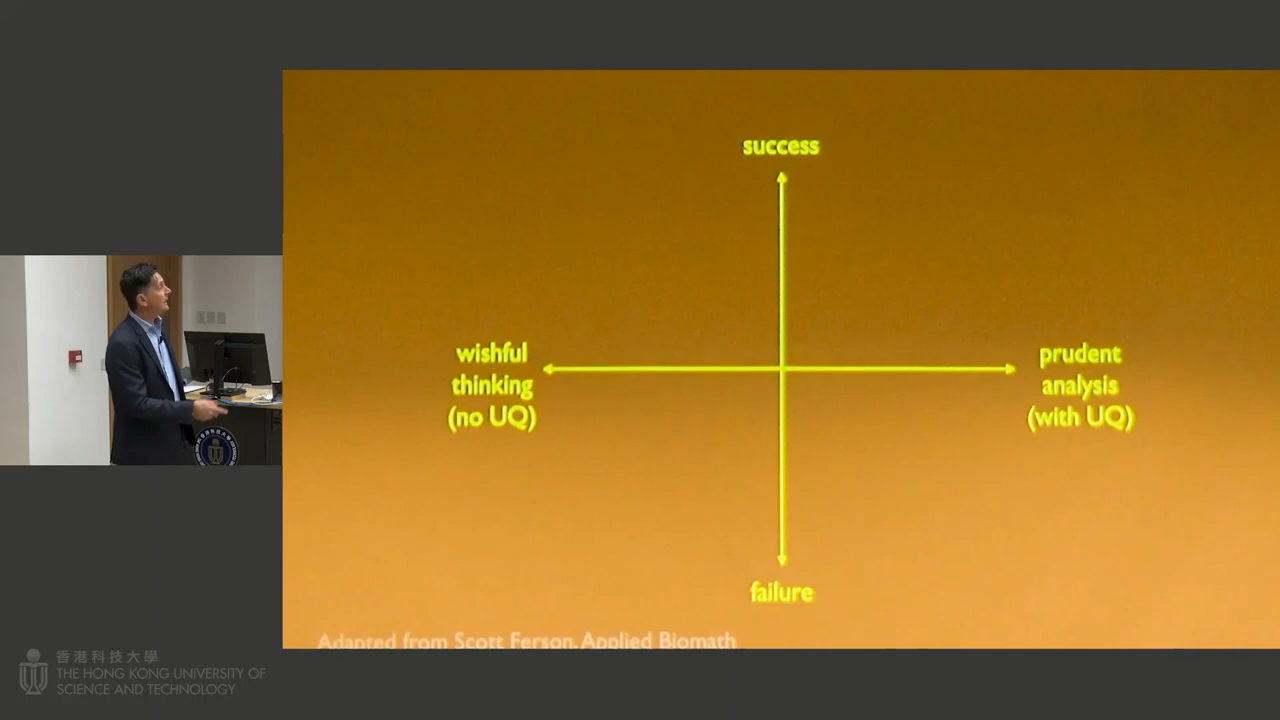 success
wishful
thinking
(no UQ)
prudent
analysis
(with UQ)
failure
Adapted from Scott Ferson, Applied Biomath
香港科技大學
THE HONG KONG UNIVERSITY OF
SCIENCE AND TECHNOLOGY